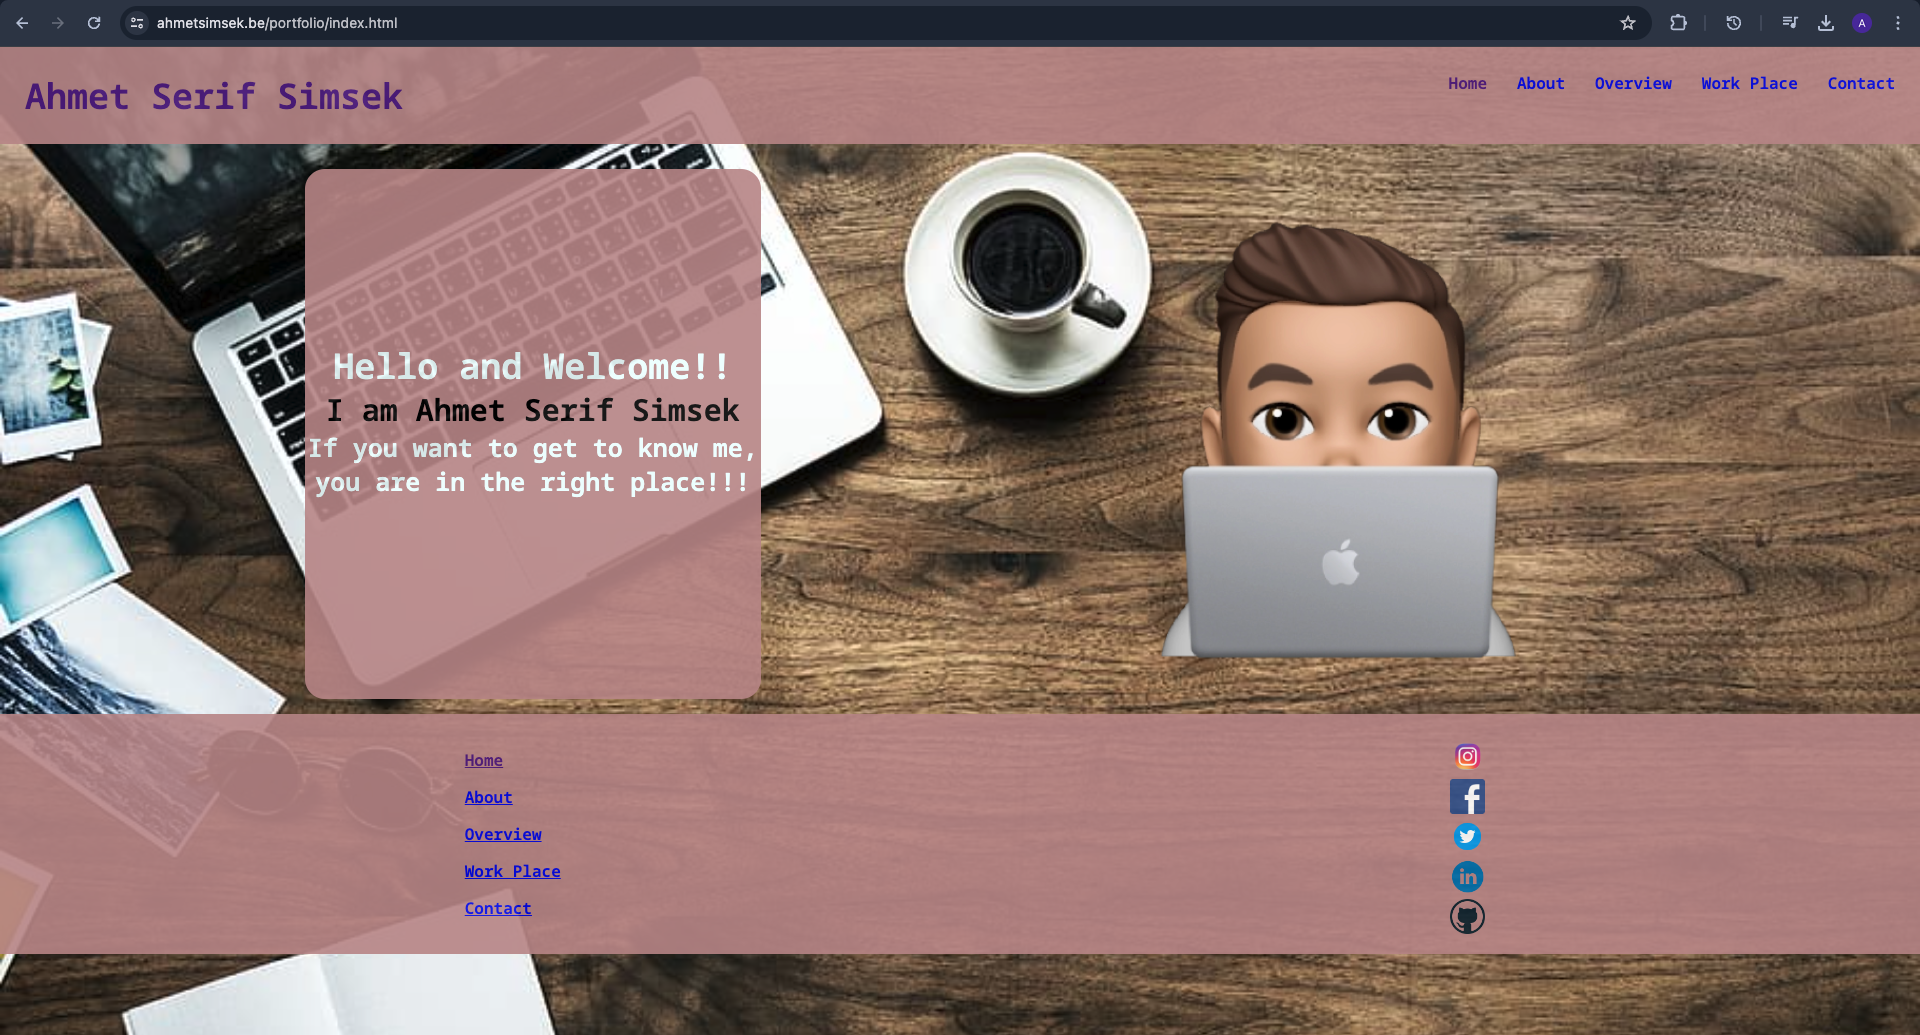 ahmetsimsek.be/portfolio/index.html
A
Ahmet Serif Simsek
Home About Overview Work Place Contact
Hello and Welcome!!
I am Ahmet Serif Simsek
If you want to get to know me,
you are in the right place!!!
Home
About
Overview
Work Place
Contact